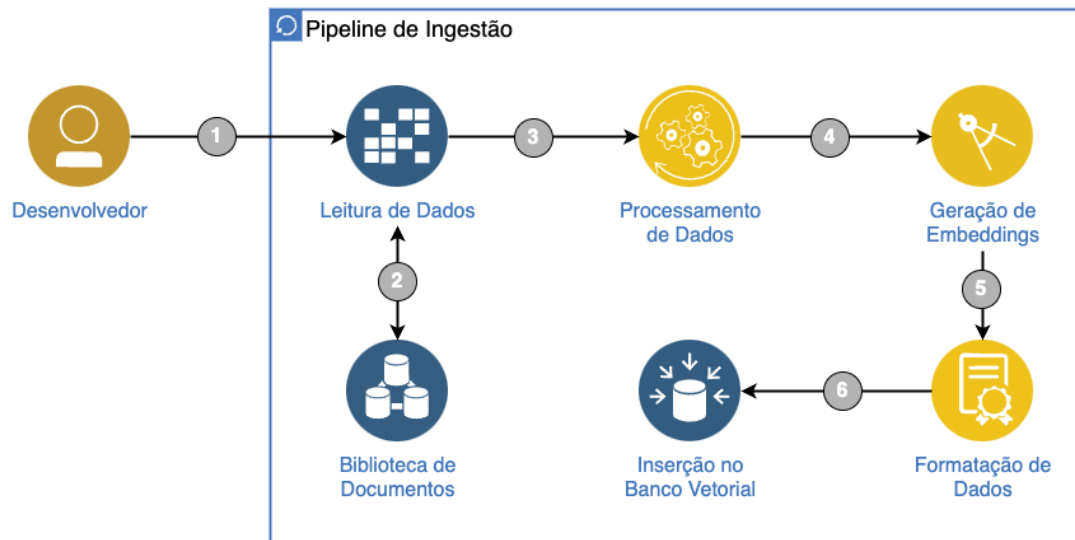 Pipeline de Ingestão
1
3
4
Desenvolvedor
Leitura de Dados
Processamento
de Dados
Geração de
Embeddings
2
5
6
Biblioteca de
Documentos
Inserção no
Banco Vetorial
Formatação de
Dados